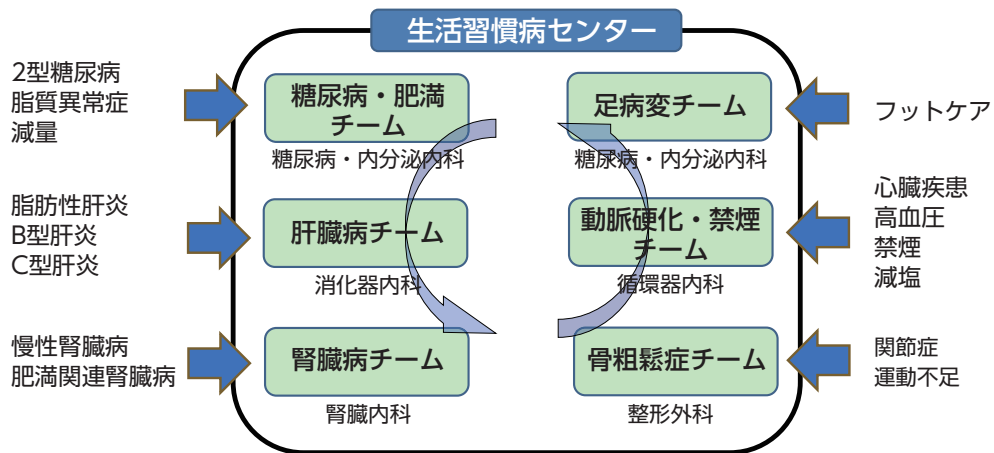 生活習慣病センター
2型糖尿病
脂質異常症
減量
糖尿病・肥満
チーム
糖尿病・内分泌内科
足病変チーム
糖尿病・内分泌内科
フットケア
脂肪性肝炎
B型肝炎
C型肝炎
肝臓病チーム
消化器内科
動脈硬化・禁煙
チーム
循環器内科
心臓疾患
高血圧
禁煙
減塩
慢性腎臓病
肥満関連腎臓病
腎臓病チーム
腎臓内科
骨粗鬆症チーム
整形外科
関節症
運動不足